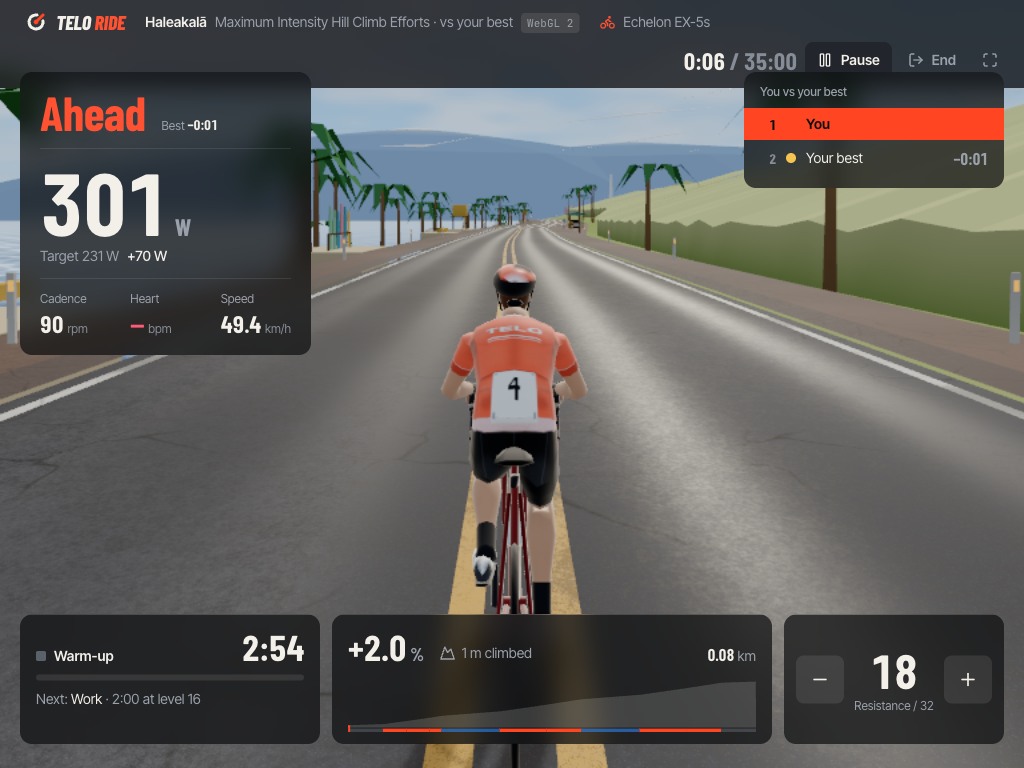 TELO RIDE Haleakalā Maximum Intensity Hill Climb Efforts · vs your best WebGL 2 Echelon EX-5s
0:06 / 35:00 Pause End
Ahead Best −0:01
301 W
Target 231 W +70 W
Cadence Heart Speed
90 rpm — bpm 49.4 km/h
You vs your best
1 You
2 Your best −0:01
TELO
4
Warm-up 2:54
Next: Work · 2:00 at level 16
+2.0 % 1 m climbed 0.08 km
− 18 +
Resistance / 32